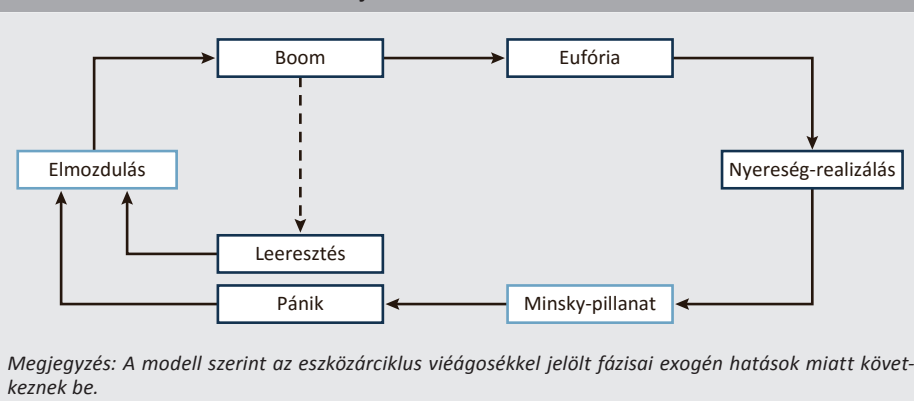 Boom
Eufória
Elmozdulás
Nyereség-realizálás
Leeresztés
Pánik
Minsky-pillanat
Megjegyzés: A modell szerint az eszközárciklus viéágosékkel jelölt fázisai exogén hatások miatt követ-
keznek be.